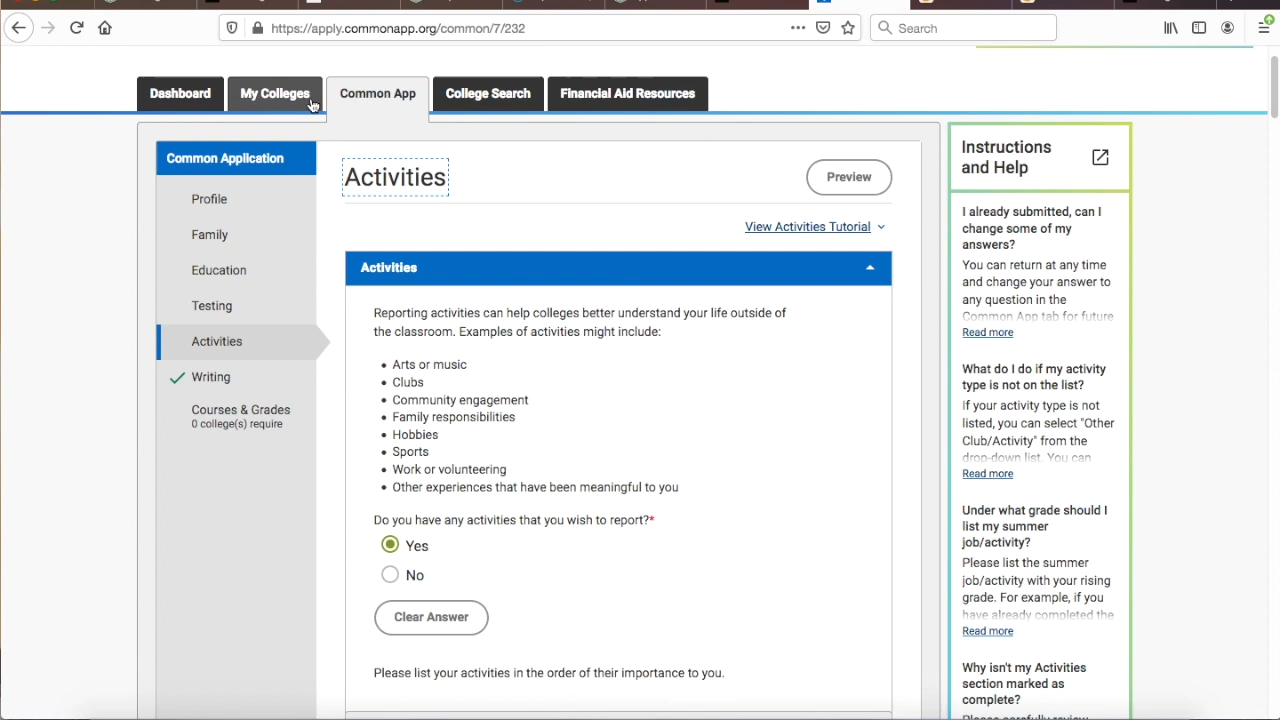 https://apply.commonapp.org/common/7/232
Search
Dashboard
My Colleges
Common App
College Search
Financial Aid Resources
Common Application
Profile
Family
Education
Testing
Activities
Writing
Courses & Grades
0 college(s) require
Activities
Preview
View Activities Tutorial
Activities
Reporting activities can help colleges better understand your life outside of
the classroom. Examples of activities might include:
• Arts or music
• Clubs
• Community engagement
• Family responsibilities
• Hobbies
• Sports
• Work or volunteering
• Other experiences that have been meaningful to you
Do you have any activities that you wish to report?*
Yes
No
Clear Answer
Please list your activities in the order of their importance to you.
Instructions
and Help
I already submitted, can I
change some of my
answers?
You can return at any time
and change your answer to
any question in the
Common App tab for future
Read more
What do I do if my activity
type is not on the list?
If your activity type is not
listed, you can select "Other
Club/Activity" from the
drop-down list. You can
Read more
Under what grade should I
list my summer
job/activity?
Please list the summer
job/activity with your rising
grade. For example, if you
have already completed the
Read more
Why isn't my Activities
section marked as
complete?
Please carefully review